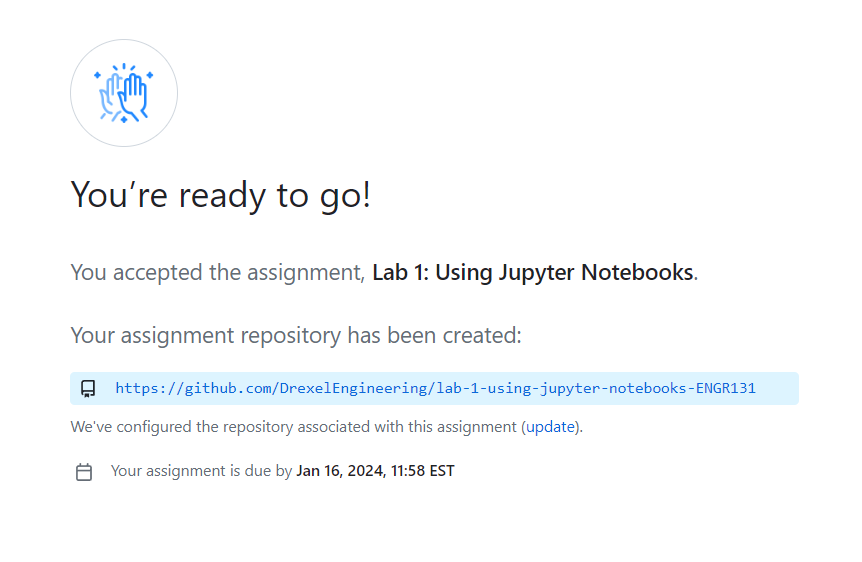 You’re ready to go!
You accepted the assignment, Lab 1: Using Jupyter Notebooks.
Your assignment repository has been created:
https://github.com/DrexelEngineering/lab-1-using-jupyter-notebooks-ENGR131
We've configured the repository associated with this assignment (update).
Your assignment is due by Jan 16, 2024, 11:58 EST